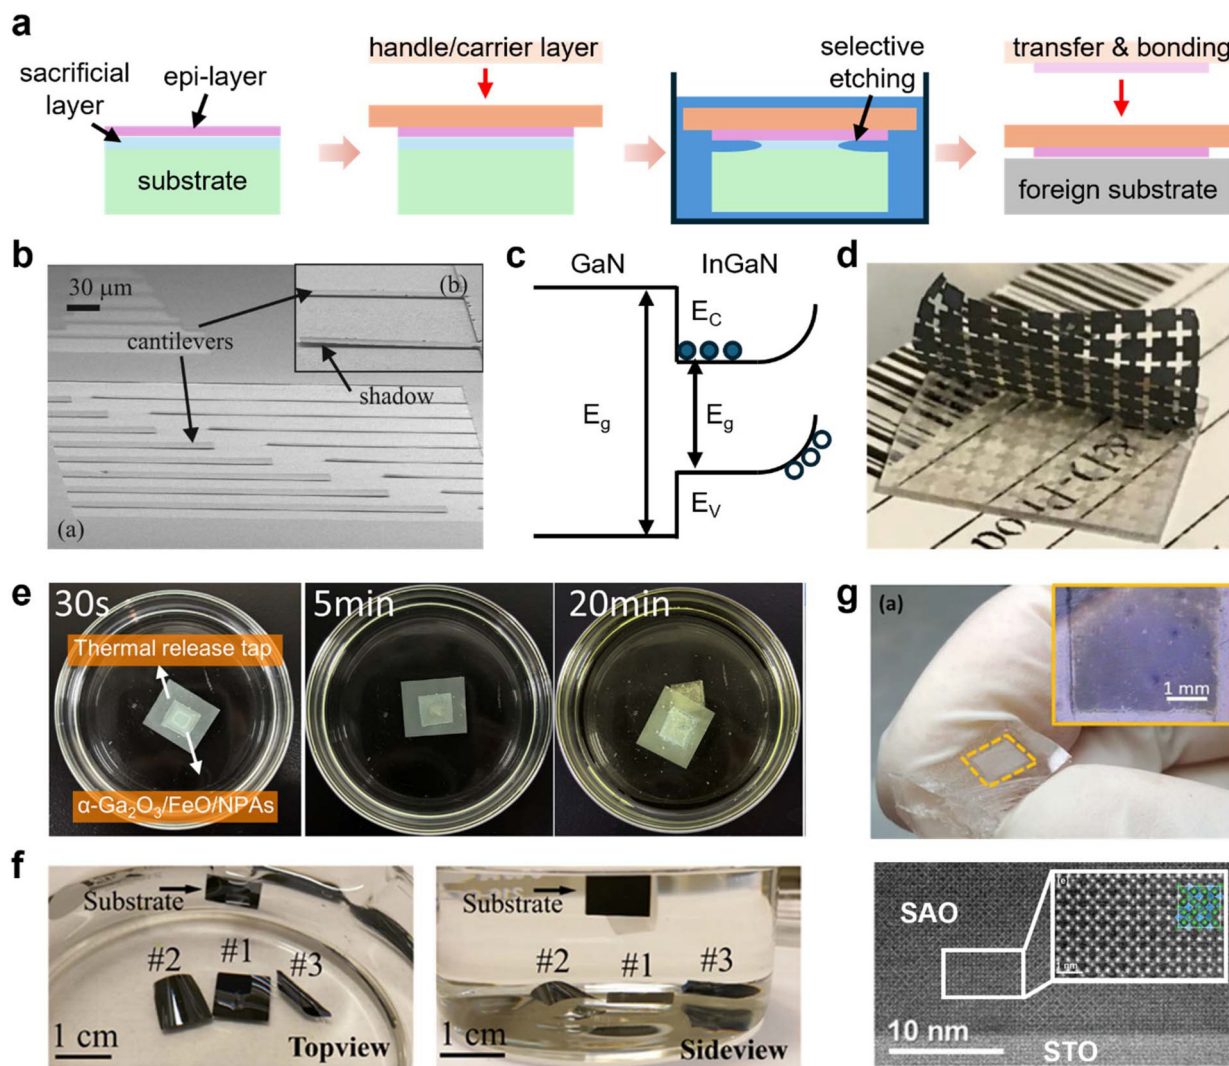 a
sacrificial
layer
epi-layer
substrate
handle/carrier layer
selective
etching
transfer & bonding
foreign substrate
b
30 μm
(b)
cantilevers
shadow
(a)
c
GaN
InGaN
E_C
E_g
E_g
E_V
d
e
30s
5min
20min
Thermal release tap
α-Ga₂O₃/FeO/NPAs
f
Substrate
#2
#1
#3
1 cm
Topview
Substrate
#2
#1
#3
1 cm
Sideview
g
(a)
1 mm
SAO
1 nm
10 nm
STO